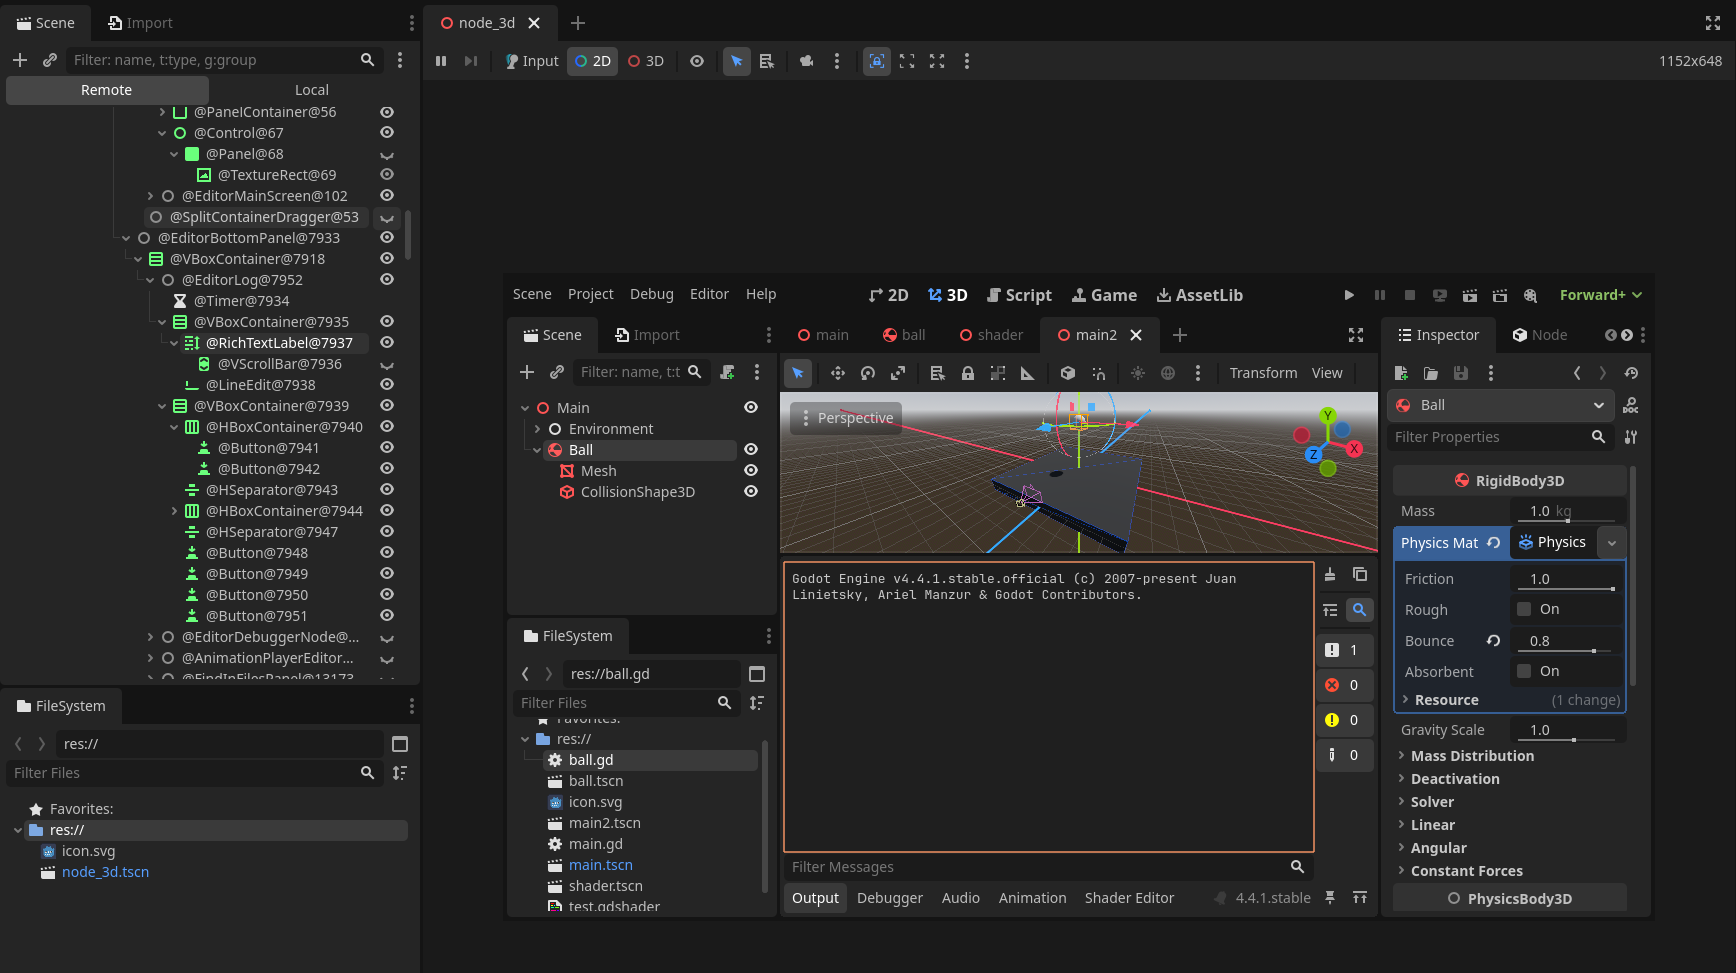 Scene Import
Filter: name, t:type, g:group
Remote Local
@PanelContainer@56
@Control@67
@Panel@68
@TextureRect@69
@EditorMainScreen@102
@SplitContainerDragger@53
@EditorBottomPanel@7933
@VBoxContainer@7918
@EditorLog@7952
@Timer@7934
@VBoxContainer@7935
@RichTextLabel@7937
@VScrollBar@7936
@LineEdit@7938
@VBoxContainer@7939
@HBoxContainer@7940
@Button@7941
@Button@7942
@HSeparator@7943
@HBoxContainer@7944
@HSeparator@7947
@Button@7948
@Button@7949
@Button@7950
@Button@7951
@EditorDebuggerNode@...
@AnimationPlayerEditor...
@FindInFilesPanel@13173
FileSystem
res://
Filter Files
Favorites:
res://
icon.svg
node_3d.tscn
node_3d
Input 2D 3D
1152x648
Scene Project Debug Editor Help
2D 3D Script Game AssetLib
Forward+
Scene Import
Filter: name, t:t
Main
Environment
Ball
Mesh
CollisionShape3D
FileSystem
res://ball.gd
Filter Files
Favorites:
res://
ball.gd
ball.tscn
icon.svg
main2.tscn
main.gd
main.tscn
shader.tscn
test.gdshader
main ball shader main2
Transform View
Perspective
Y
X
Z
Godot Engine v4.4.1.stable.official (c) 2007-present Juan
Linietsky, Ariel Manzur & Godot Contributors.
1
0
0
0
Filter Messages
Output Debugger Audio Animation Shader Editor 4.4.1.stable
Inspector Node
Ball
Filter Properties
RigidBody3D
Mass 1.0 kg
Physics Mat Physics
Friction 1.0
Rough On
Bounce 0.8
Absorbent On
Resource (1 change)
Gravity Scale 1.0
Mass Distribution
Deactivation
Solver
Linear
Angular
Constant Forces
PhysicsBody3D